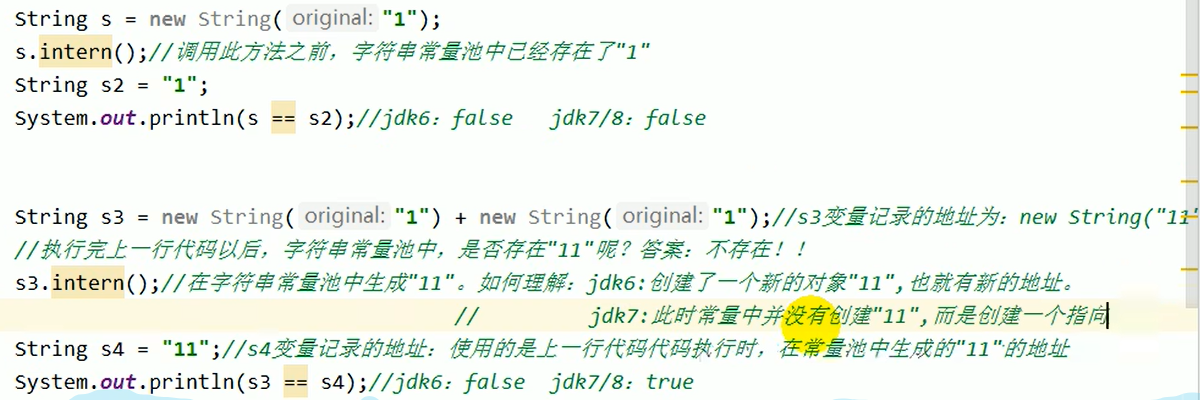 String s = new String( original: "1");
s.intern();//调用此方法之前，字符串常量池中已经存在了"1"
String s2 = "1";
System.out.println(s == s2);//jdk6：false   jdk7/8：false
String s3 = new String( original: "1") + new String( original: "1");//s3变量记录的地址为：new String("11"
//执行完上一行代码以后，字符串常量池中，是否存在"11"呢？答案：不存在！！
s3.intern();//在字符串常量池中生成"11"。如何理解：jdk6:创建了一个新的对象"11",也就有新的地址。
//         jdk7:此时常量中并没有创建"11",而是创建一个指向
String s4 = "11";//s4变量记录的地址：使用的是上一行代码代码执行时，在常量池中生成的"11"的地址
System.out.println(s3 == s4);//jdk6：false  jdk7/8：true